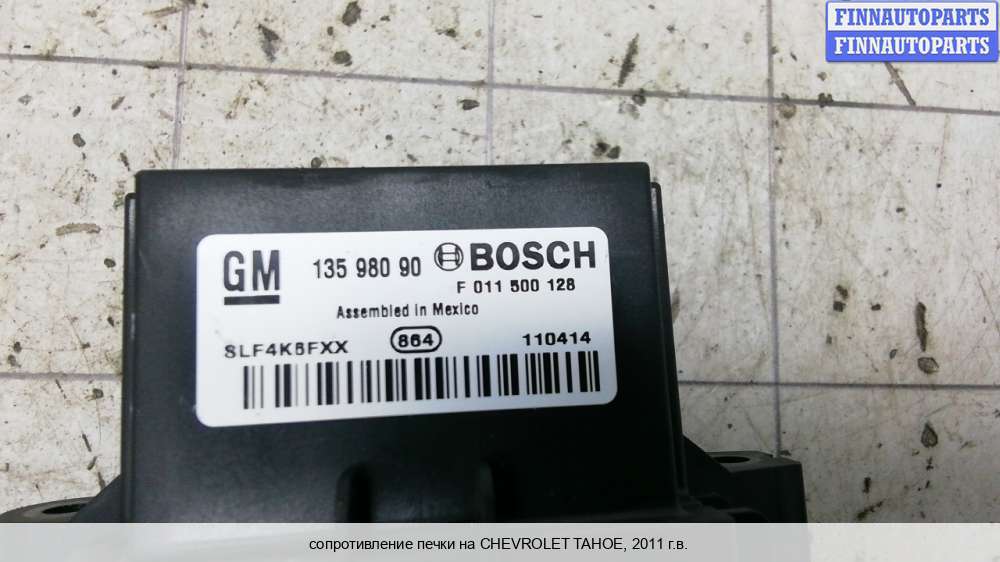 FINNAUTOPARTS
FINNAUTOPARTS
GM 135 980 90 BOSCH
F 011 500 128
Assembled in Mexico
SLF4K6FXX 864 110414
сопротивление печки на CHEVROLET TAHOE, 2011 г.в.